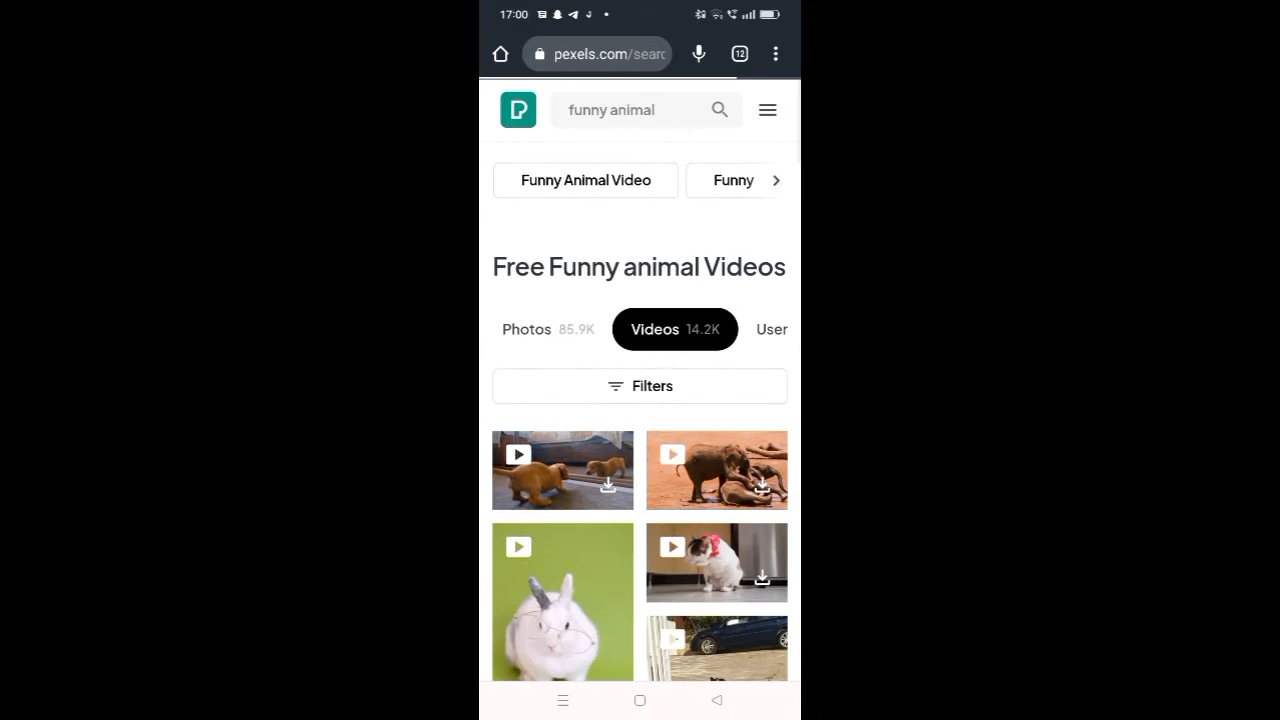 17:00
pexels.com/searc
12
funny animal
Funny Animal Video
Funny
Free Funny animal Videos
Photos 85.9K
Videos 14.2K
User
Filters